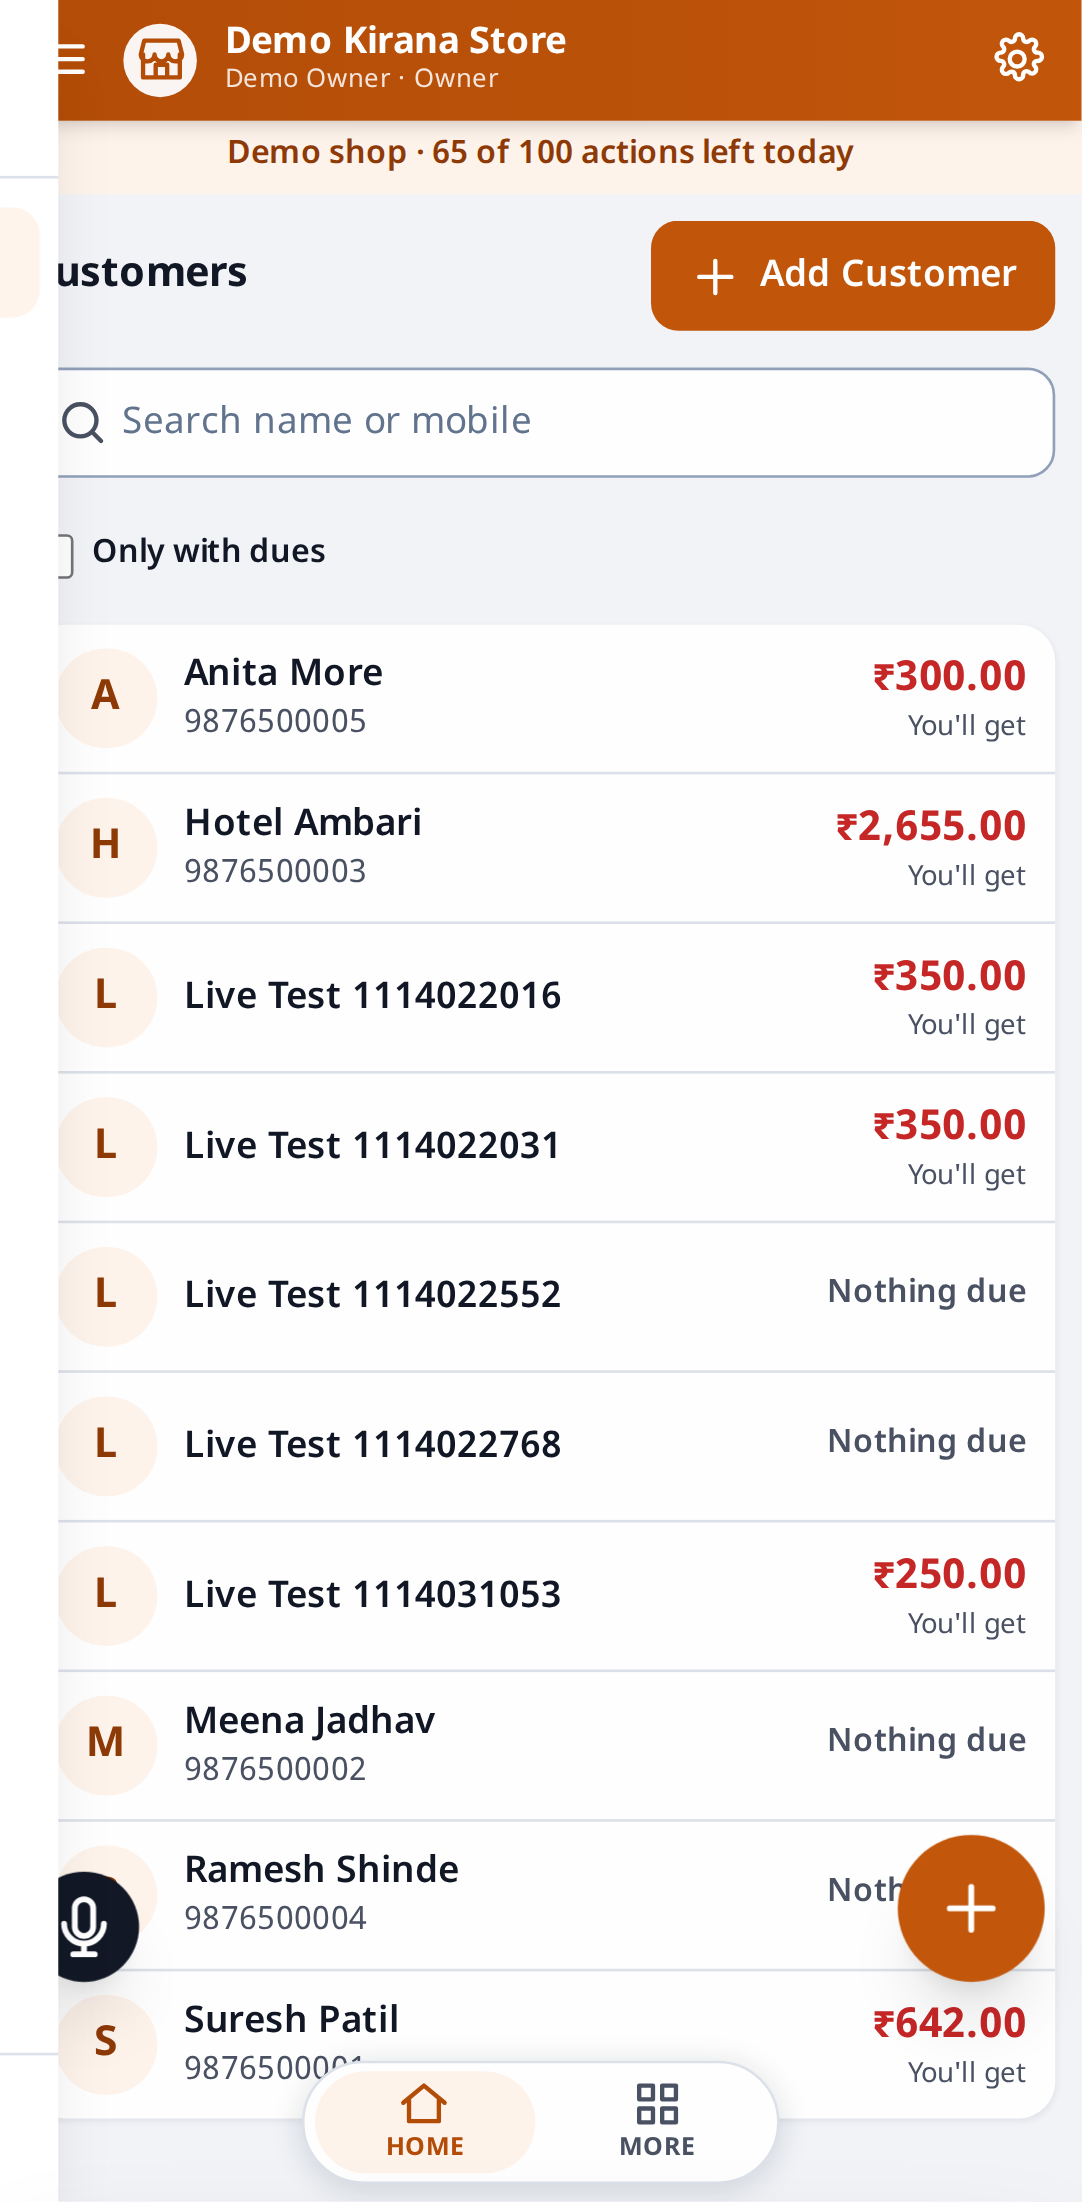 Demo Kirana Store
Demo Owner · Owner
Demo shop · 65 of 100 actions left today
ustomers
Add Customer
Search name or mobile
Only with dues
A
Anita More
9876500005
₹300.00
You'll get
H
Hotel Ambari
9876500003
₹2,655.00
You'll get
L
Live Test 1114022016
₹350.00
You'll get
L
Live Test 1114022031
₹350.00
You'll get
L
Live Test 1114022552
Nothing due
L
Live Test 1114022768
Nothing due
L
Live Test 1114031053
₹250.00
You'll get
M
Meena Jadhav
9876500002
Nothing due
Ramesh Shinde
9876500004
Noth
S
Suresh Patil
9876500001
₹642.00
You'll get
HOME
MORE